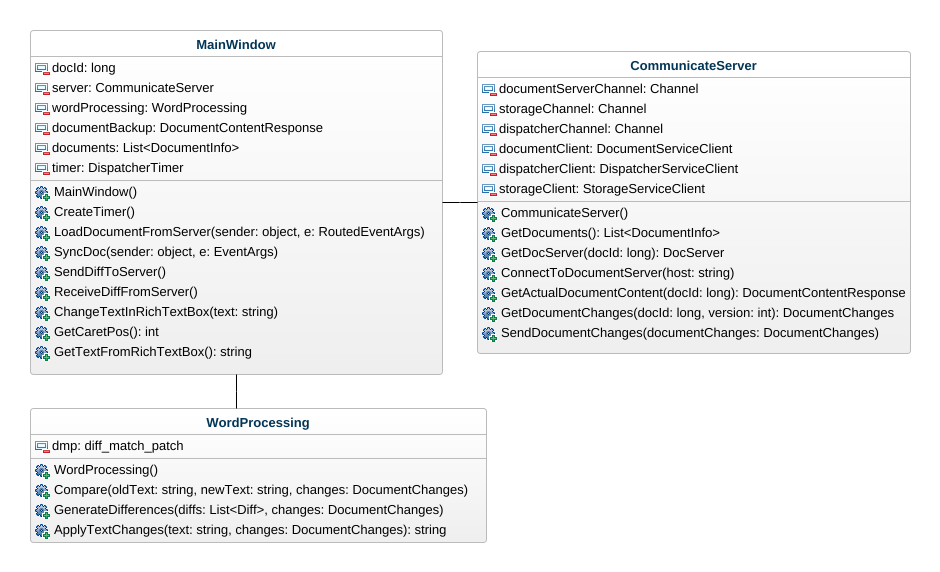 MainWindow
docId: long
server: CommunicateServer
wordProcessing: WordProcessing
documentBackup: DocumentContentResponse
documents: List<DocumentInfo>
timer: DispatcherTimer
MainWindow()
CreateTimer()
LoadDocumentFromServer(sender: object, e: RoutedEventArgs)
SyncDoc(sender: object, e: EventArgs)
SendDiffToServer()
ReceiveDiffFromServer()
ChangeTextInRichTextBox(text: string)
GetCaretPos(): int
GetTextFromRichTextBox(): string
CommunicateServer
documentServerChannel: Channel
storageChannel: Channel
dispatcherChannel: Channel
documentClient: DocumentServiceClient
dispatcherClient: DispatcherServiceClient
storageClient: StorageServiceClient
CommunicateServer()
GetDocuments(): List<DocumentInfo>
GetDocServer(docId: long): DocServer
ConnectToDocumentServer(host: string)
GetActualDocumentContent(docId: long): DocumentContentResponse
GetDocumentChanges(docId: long, version: int): DocumentChanges
SendDocumentChanges(documentChanges: DocumentChanges)
WordProcessing
dmp: diff_match_patch
WordProcessing()
Compare(oldText: string, newText: string, changes: DocumentChanges)
GenerateDifferences(diffs: List<Diff>, changes: DocumentChanges)
ApplyTextChanges(text: string, changes: DocumentChanges): string